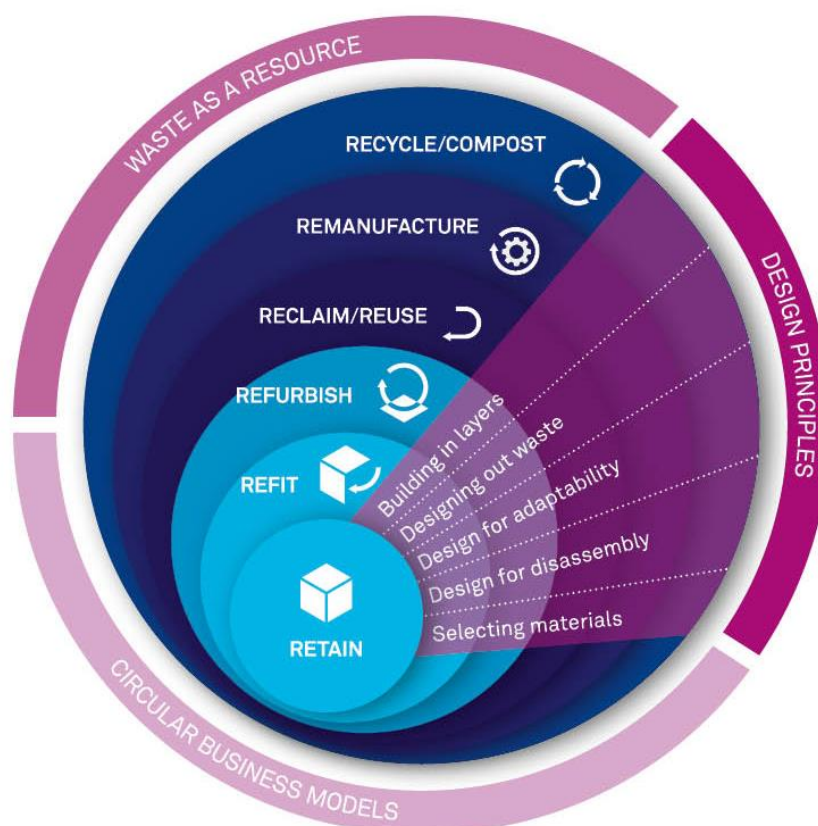 WASTE AS A RESOURCE
DESIGN PRINCIPLES
CIRCULAR BUSINESS MODELS
RECYCLE/COMPOST
REMANUFACTURE
RECLAIM/REUSE
REFURBISH
REFIT
RETAIN
Building in layers
Designing out waste
Design for adaptability
Design for disassembly
Selecting materials